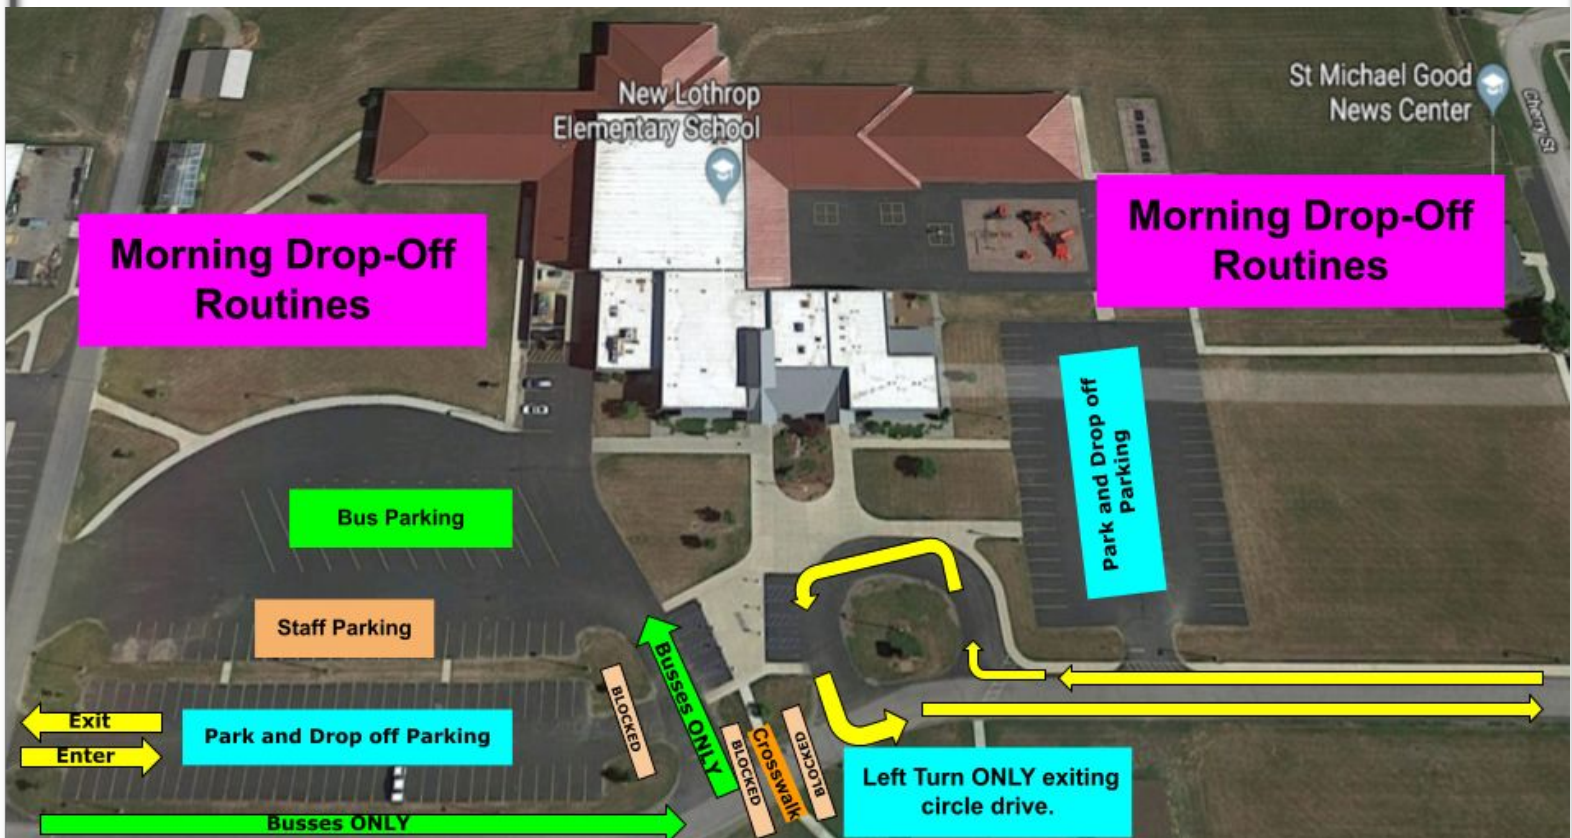 New Lothrop
Elementary School
St Michael Good
News Center
Cherry St
Morning Drop-Off
Routines
Morning Drop-Off
Routines
Park and Drop off
Parking
Bus Parking
Staff Parking
Busses ONLY
BLOCKED
Exit
Enter
Park and Drop off Parking
BLOCKED
Crosswalk
BLOCKED
Left Turn ONLY exiting
circle drive.
Busses ONLY